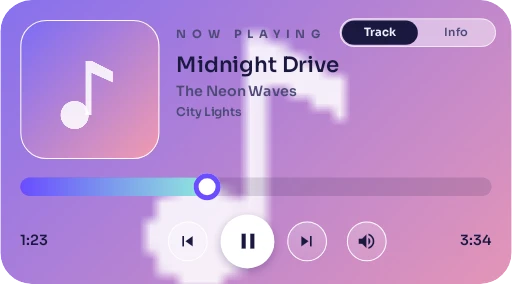 NOW PLAYING
Track
Info
Midnight Drive
The Neon Waves
City Lights
1:23
3:34